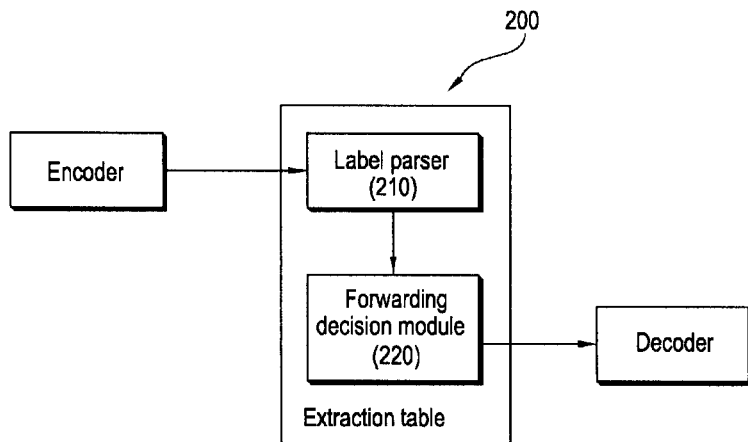 200
Encoder
Label parser
(210)
Forwarding
decision module
(220)
Decoder
Extraction table